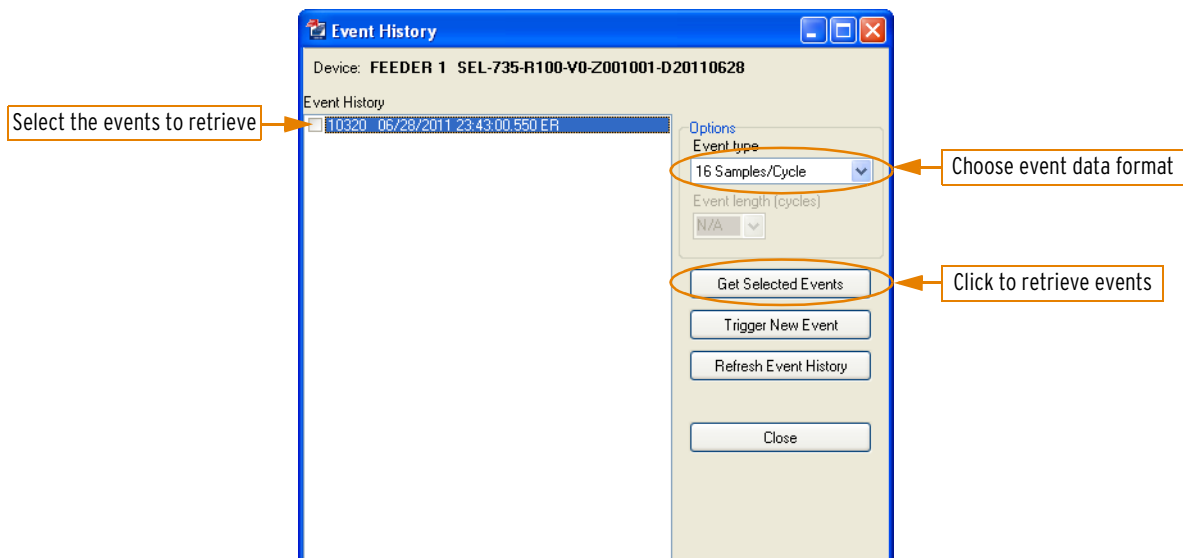 Event History
Device: FEEDER 1 SEL-735-R100-V0-Z001001-D20110628
Event History
Select the events to retrieve
10320 06/28/2011 23:43:00.550 ER
Options
Event type
16 Samples/Cycle
Choose event data format
Event length (cycles)
N/A
Get Selected Events
Click to retrieve events
Trigger New Event
Refresh Event History
Close